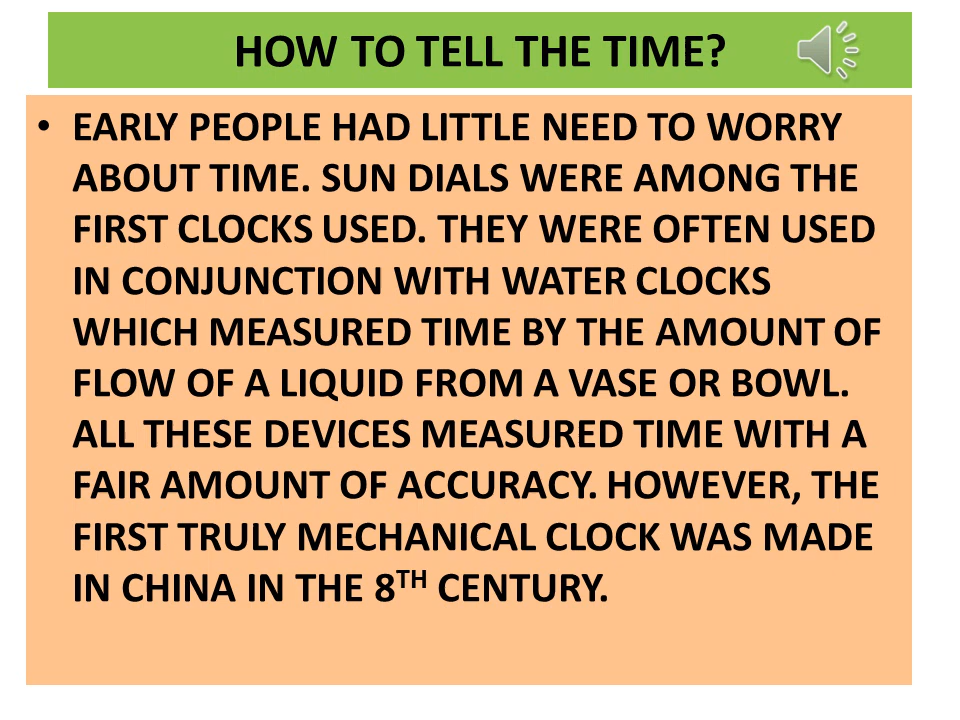 HOW TO TELL THE TIME?
• EARLY PEOPLE HAD LITTLE NEED TO WORRY
ABOUT TIME. SUN DIALS WERE AMONG THE
FIRST CLOCKS USED. THEY WERE OFTEN USED
IN CONJUNCTION WITH WATER CLOCKS
WHICH MEASURED TIME BY THE AMOUNT OF
FLOW OF A LIQUID FROM A VASE OR BOWL.
ALL THESE DEVICES MEASURED TIME WITH A
FAIR AMOUNT OF ACCURACY. HOWEVER, THE
FIRST TRULY MECHANICAL CLOCK WAS MADE
IN CHINA IN THE 8TH CENTURY.